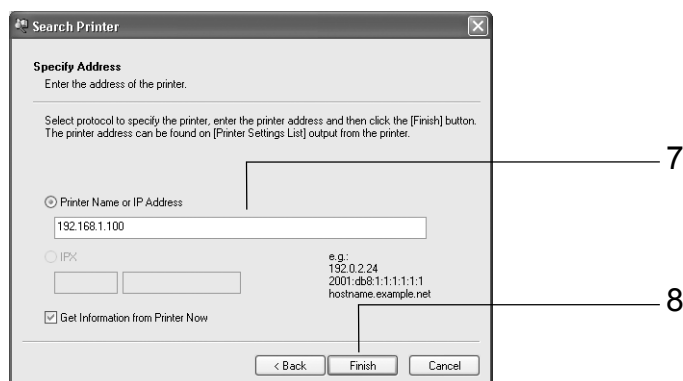 Search Printer
Specify Address
Enter the address of the printer.
Select protocol to specify the printer, enter the printer address and then click the [Finish] button.
The printer address can be found on [Printer Settings List] output from the printer.
7
Printer Name or IP Address
192.168.1.100
IPX
e.g.:
192.0.2.24
2001:db8:1:1:1:1:1:1
hostname.example.net
8
Get Information from Printer Now
< Back
Finish
Cancel